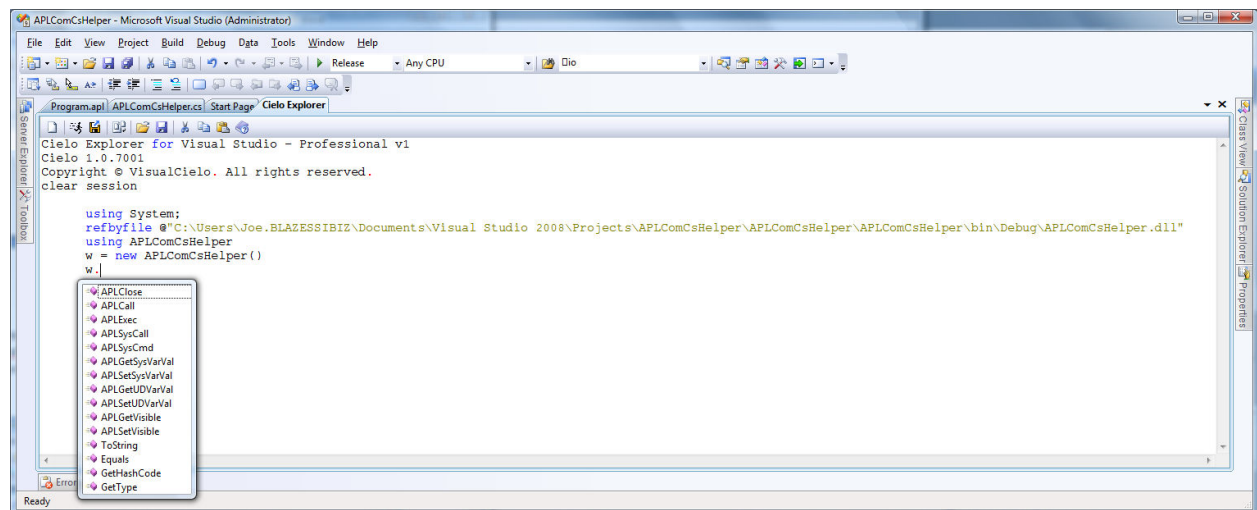 APLComCsHelper - Microsoft Visual Studio (Administrator)
File Edit View Project Build Debug Data Tools Window Help
Release Any CPU Dio
Program.apl APLComCsHelper.cs Start Page Cielo Explorer
Cielo Explorer for Visual Studio - Professional v1
Cielo 1.0.7001
Copyright © VisualCielo. All rights reserved.
clear session
using System;
refbyfile @"C:\Users\Joe.BLAZESSIBIZ\Documents\Visual Studio 2008\Projects\APLComCsHelper\APLComCsHelper\APLComCsHelper\bin\Debug\APLComCsHelper.dll"
using APLComCsHelper
w = new APLComCsHelper()
w.
APLClose
APLCall
APLExec
APLSysCall
APLSysCmd
APLGetSysVarVal
APLSetSysVarVal
APLGetUDVarVal
APLSetUDVarVal
APLGetVisible
APLSetVisible
ToString
Equals
GetHashCode
GetType
Server Explorer
Toolbox
Class View
Solution Explorer
Properties
Error
Ready